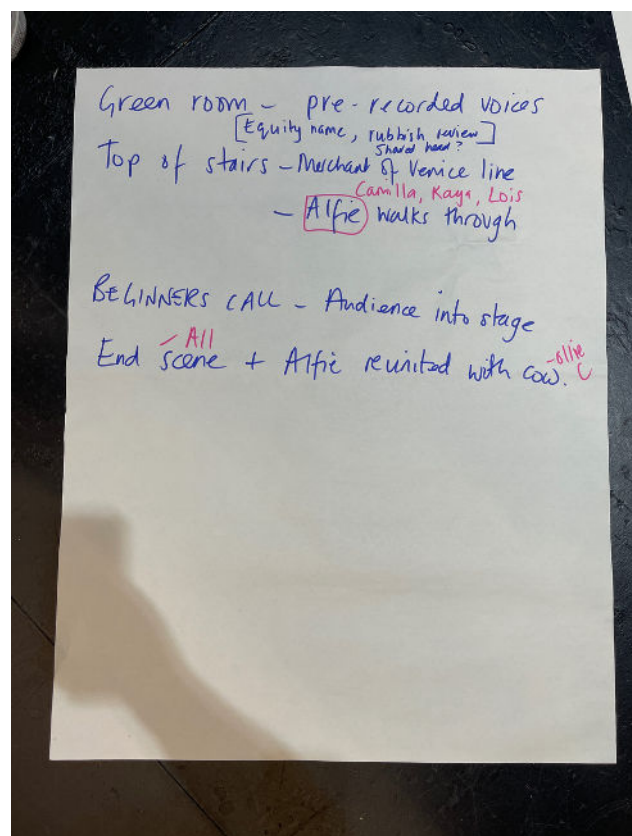 Green room - pre-recorded voices
[Equity name, rubbish review]
Shared head?
Top of stairs - Merchant of Venice line
Camilla, Kaya, Lois
- Alfie walks through
BEGINNERS CALL - Audience into stage
- All
- Ollie C
End scene + Alfie reunited with cow.